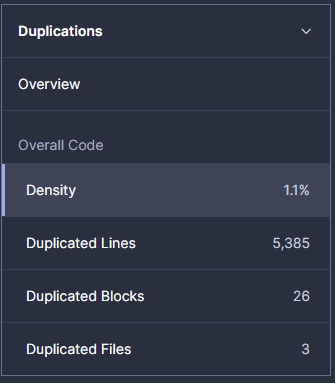 Duplications
Overview
Overall Code
Density 1.1%
Duplicated Lines 5,385
Duplicated Blocks 26
Duplicated Files 3